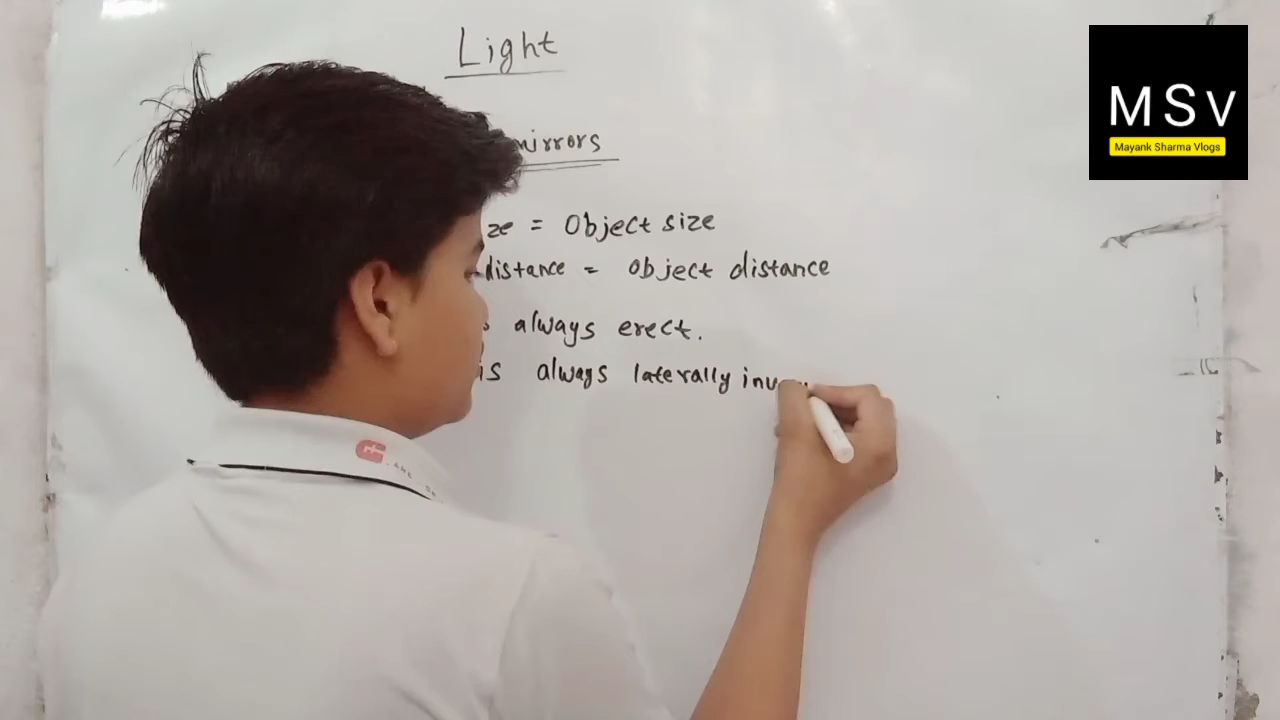 Light
mirrors
ze = Object size
distance = object distance
always erect.
is always laterally inv
MSv
Mayank Sharma Vlogs